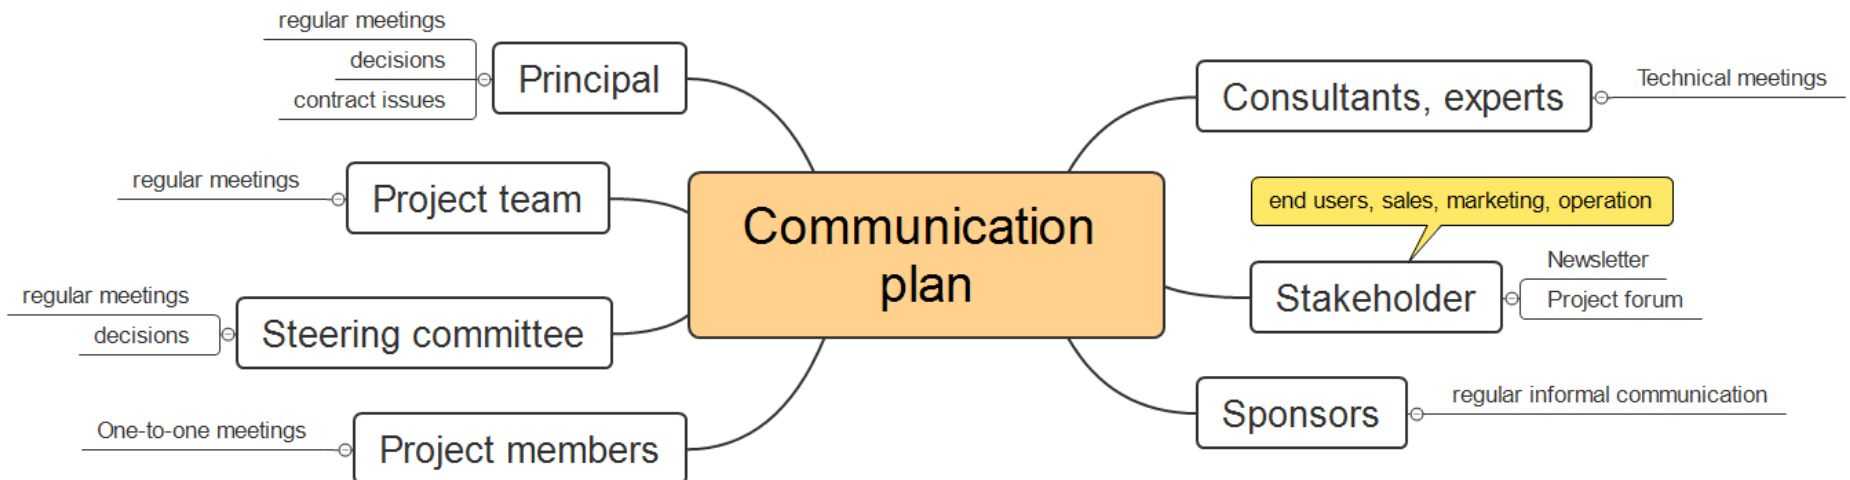 regular meetings
decisions
contract issues
Principal
regular meetings
Project team
regular meetings
decisions
Steering committee
One-to-one meetings
Project members
Communication
plan
Consultants, experts
Technical meetings
end users, sales, marketing, operation
Stakeholder
Newsletter
Project forum
Sponsors
regular informal communication